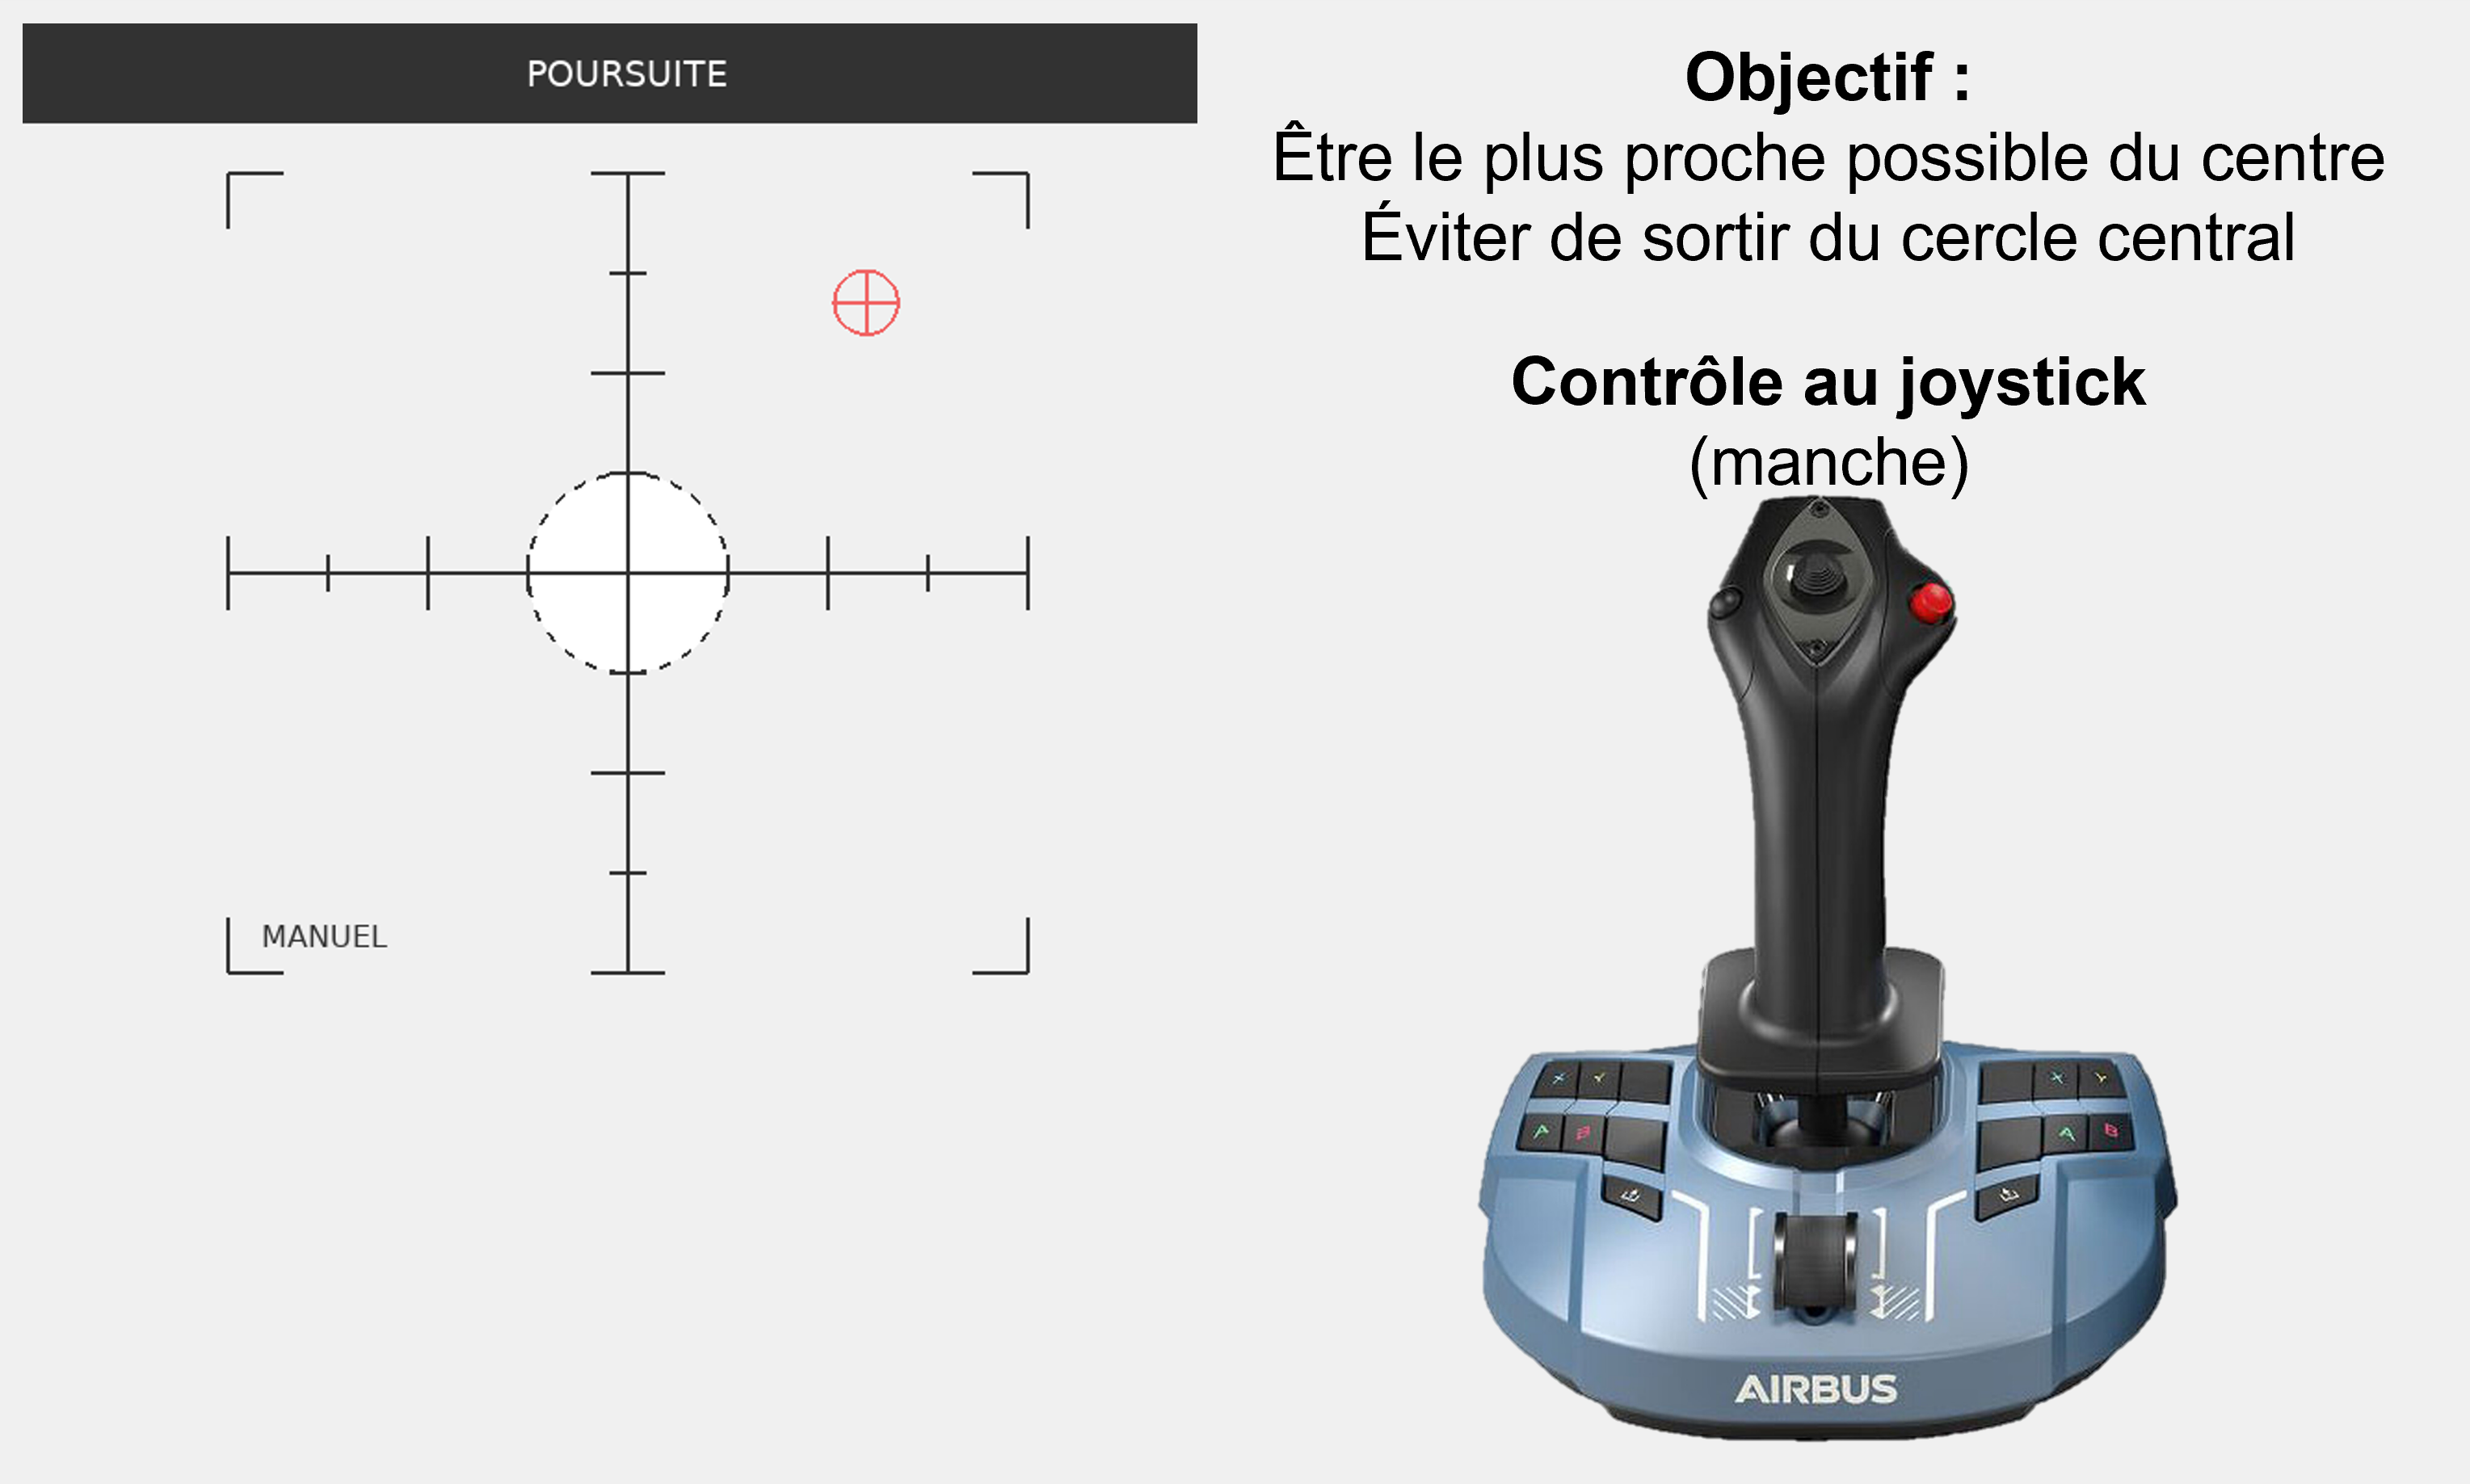 POURSUITE
MANUEL
Objectif :
Être le plus proche possible du centre
Éviter de sortir du cercle central
Contrôle au joystick
(manche)
X Y
X Y
A B
A B
AIRBUS